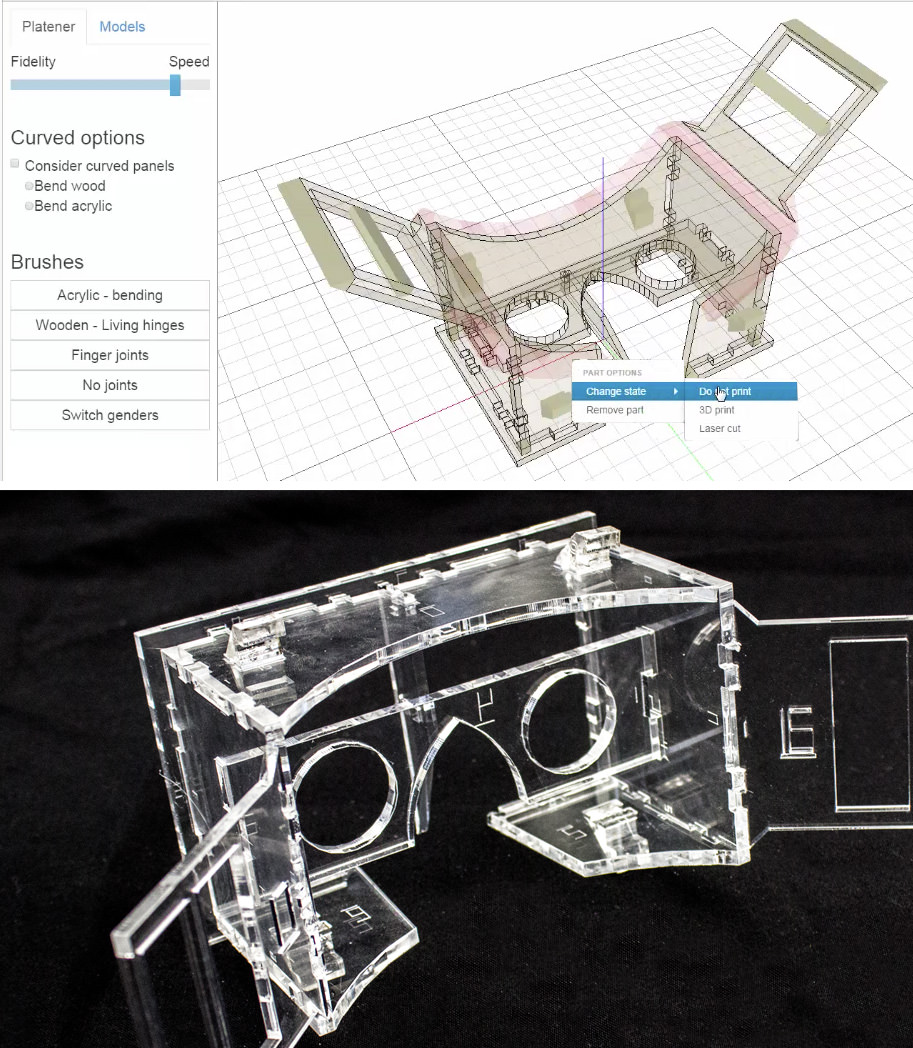 Platener
Models
Fidelity
Speed
Curved options
Consider curved panels
Bend wood
Bend acrylic
Brushes
Acrylic - bending
Wooden - Living hinges
Finger joints
No joints
Switch genders
PART OPTIONS
Change state
Remove part
Do not print
3D print
Laser cut